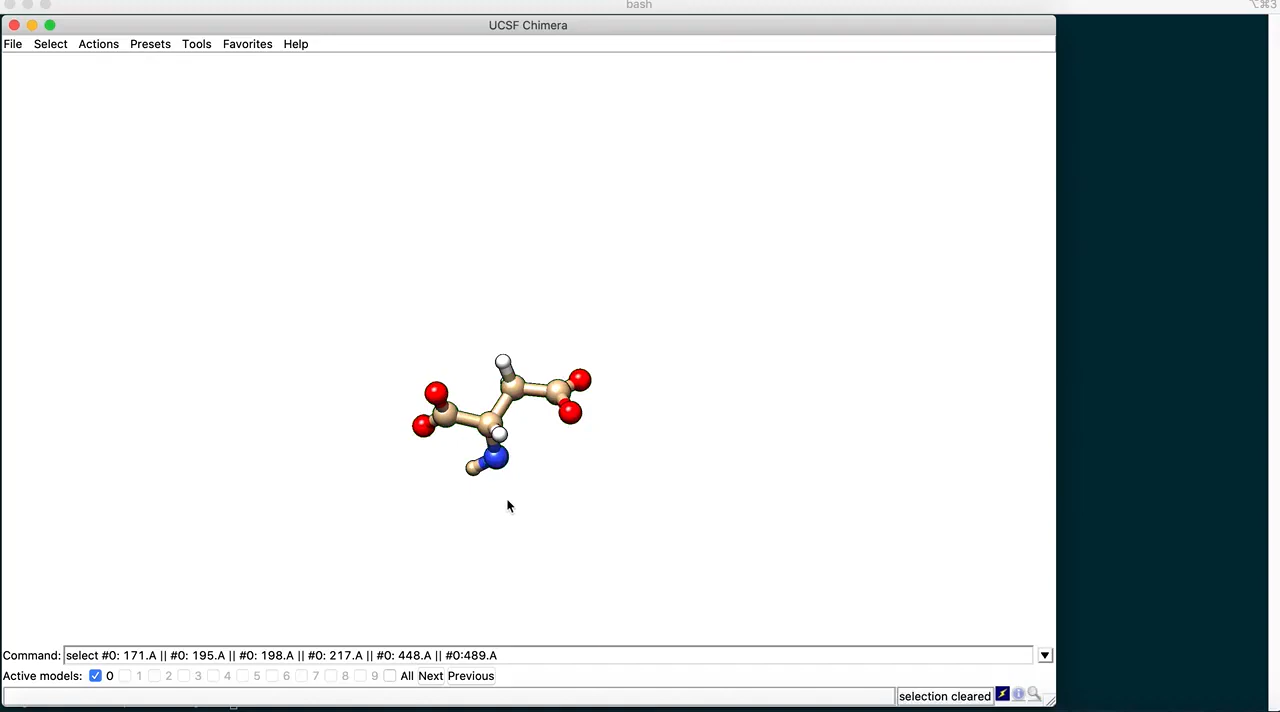 bash
⌥⌘3
UCSF Chimera
File Select Actions Presets Tools Favorites Help
Command: select #0: 171.A || #0: 195.A || #0: 198.A || #0: 217.A || #0: 448.A || #0:489.A
Active models: 0 1 2 3 4 5 6 7 8 9 All Next Previous
selection cleared